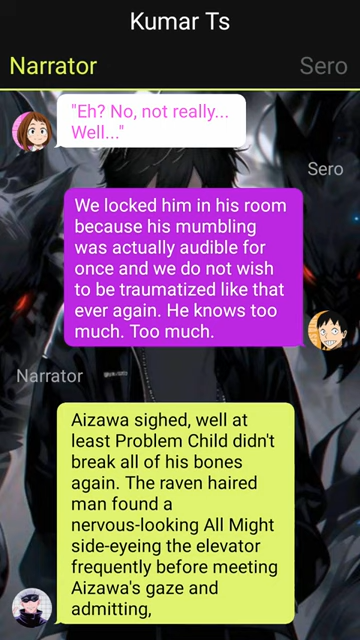 Kumar Ts
Narrator
Sero
"Eh? No, not really...
Well..."
Sero
We locked him in his room
because his mumbling
was actually audible for
once and we do not wish
to be traumatized like that
ever again. He knows too
much. Too much.
Narrator
Aizawa sighed, well at
least Problem Child didn't
break all of his bones
again. The raven haired
man found a
nervous-looking All Might
side-eyeing the elevator
frequently before meeting
Aizawa's gaze and
admitting,